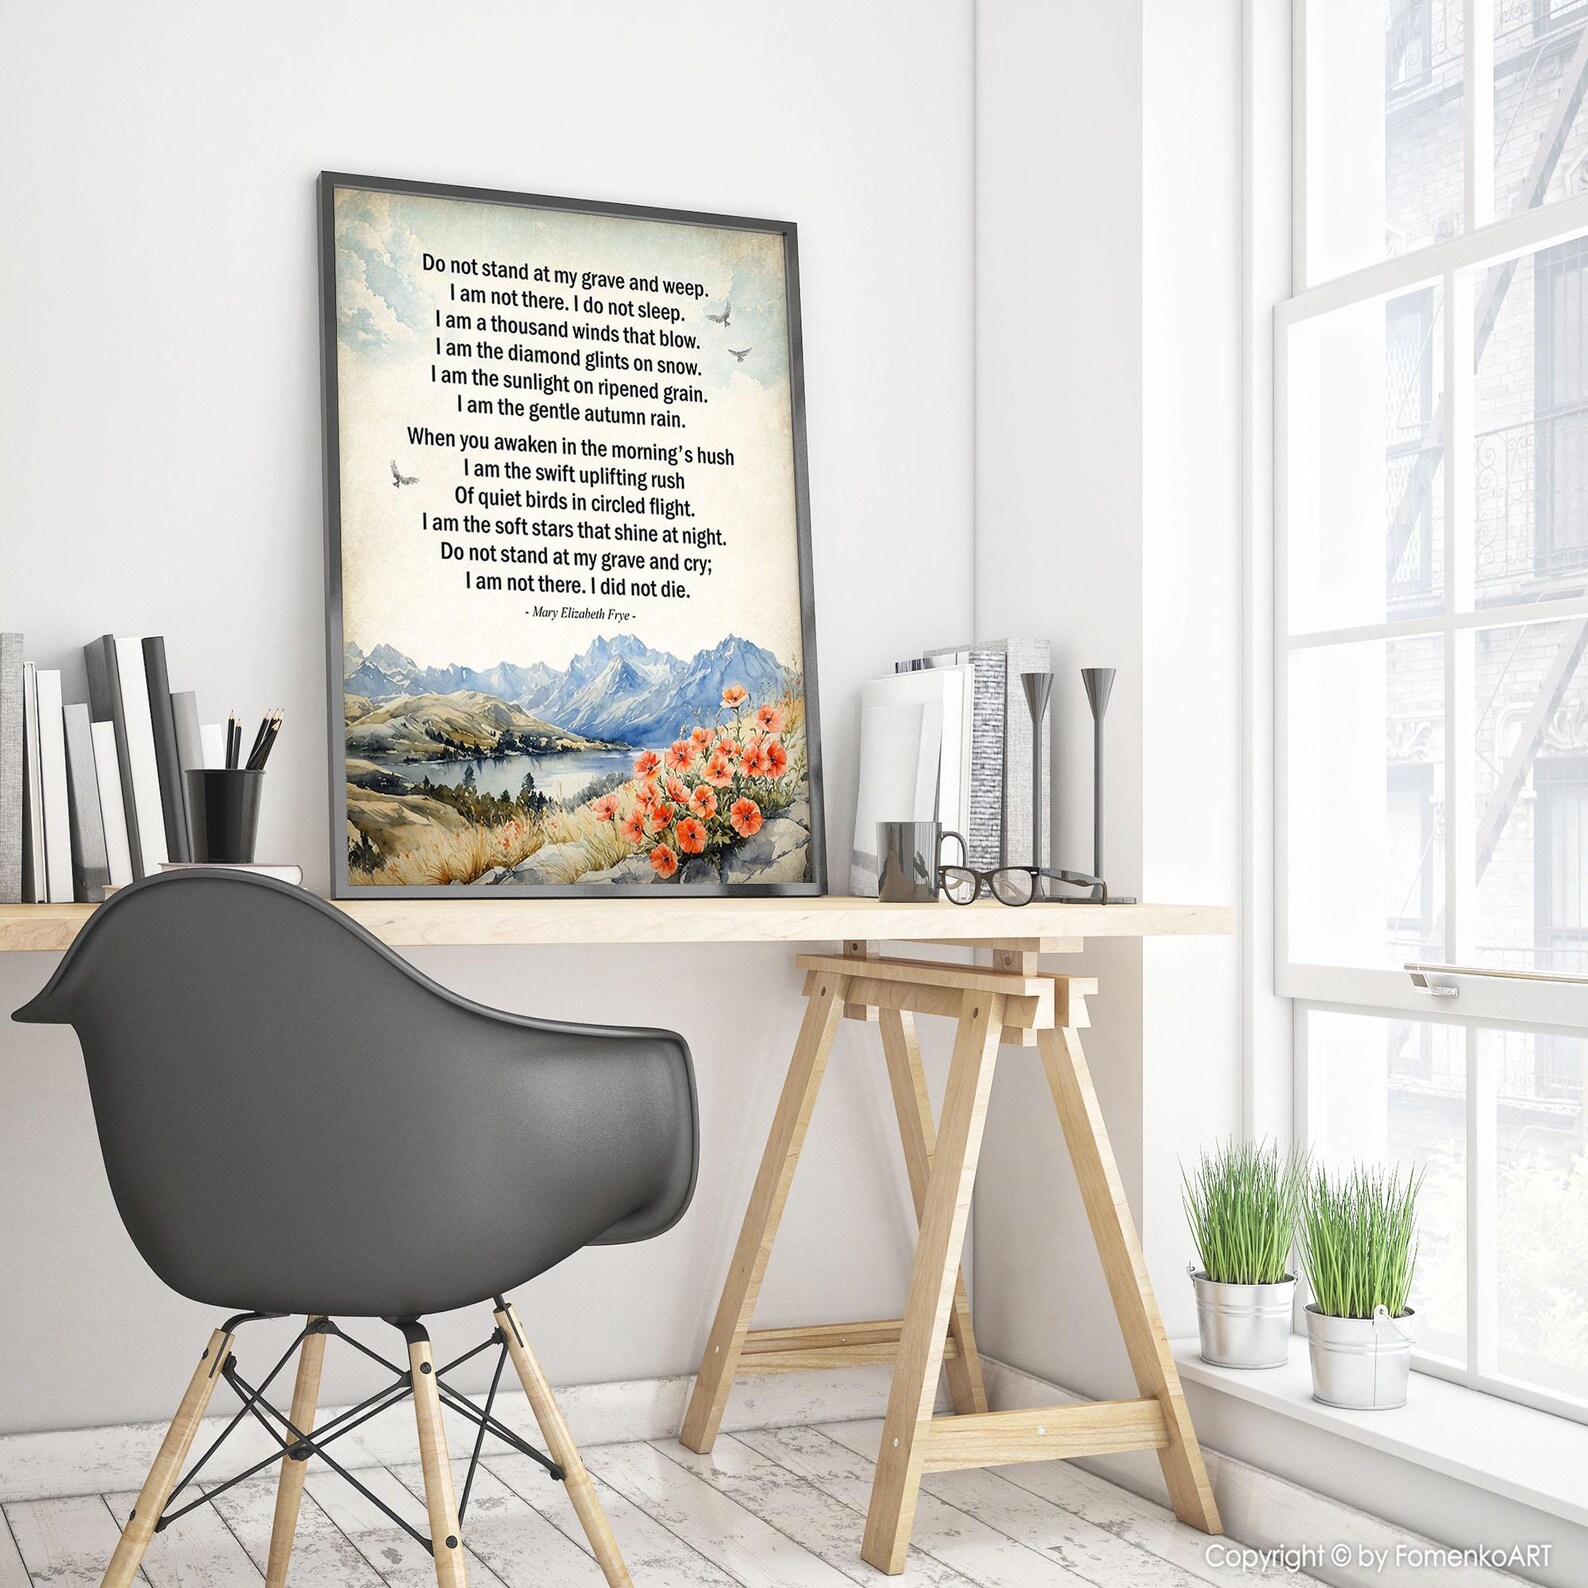 Do not stand at my grave and weep.
I am not there. I do not sleep.
I am a thousand winds that blow.
I am the diamond glints on snow.
I am the sunlight on ripened grain.
I am the gentle autumn rain.
When you awaken in the morning's hush
I am the swift uplifting rush
Of quiet birds in circled flight.
I am the soft stars that shine at night.
Do not stand at my grave and cry;
I am not there. I did not die.
- Mary Elizabeth Frye -
Copyright © by FomenkoART